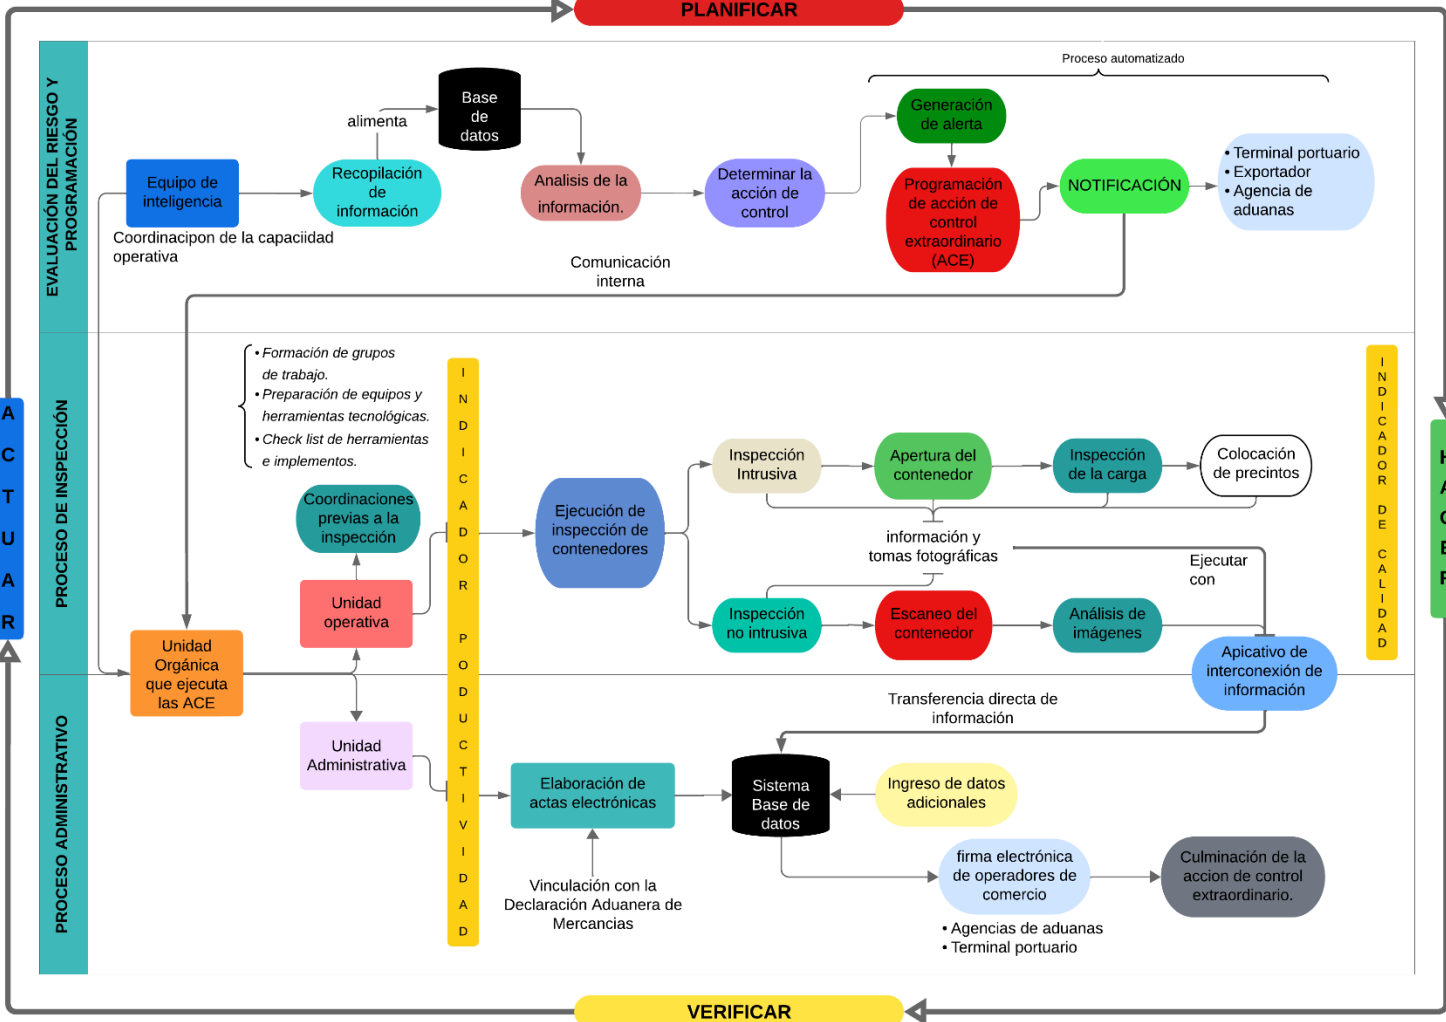 PLANIFICAR
EVALUACIÓN DEL RIESGO Y
PROGRAMACIÓN
Proceso automatizado
Equipo de
inteligencia
Coordinacipon de la capaciidad
operativa
alimenta
Recopilación
de
información
Base
de
datos
Analisis de la
información.
Determinar la
acción de
control
Generación
de alerta
Programación
de acción de
control
extraordinario
(ACE)
NOTIFICACIÓN
• Terminal portuario
• Exportador
• Agencia de
aduanas
Comunicación
interna
PROCESO DE INSPECCIÓN
• Formación de grupos
de trabajo.
• Preparación de equipos y
herramientas tecnológicas.
• Check list de herramientas
e implementos.
Coordinaciones
previas a la
inspección
Unidad
operativa
Unidad
Orgánica
que ejecuta
las ACE
INDICADOR PRODUCTIVIDAD
Ejecución de
inspección de
contenedores
Inspección
Intrusiva
Apertura del
contenedor
Inspección
de la carga
Colocación
de precintos
información y
tomas fotográficas
Ejecutar
con
Inspección
no intrusiva
Escaneo del
contenedor
Análisis de
imágenes
Apicativo de
interconexión de
información
INDICADOR DE CALIDAD
PROCESO ADMINISTRATIVO
Unidad
Administrativa
Transferencia directa de
información
Elaboración de
actas electrónicas
Vinculación con la
Declaración Aduanera de
Mercancias
Sistema
Base de
datos
Ingreso de datos
adicionales
firma electrónica
de operadores de
comercio
• Agencias de aduanas
• Terminal portuario
Culminación de la
accion de control
extraordinario.
ACTUAR
HACER
VERIFICAR